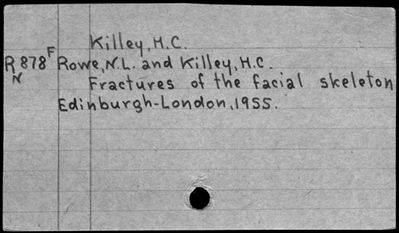 Killey, H.C.
F
R 878 Rowe, N.L. and Killey, H.C.
N Fractures of the facial skeleton
Edinburgh-London, 1955.